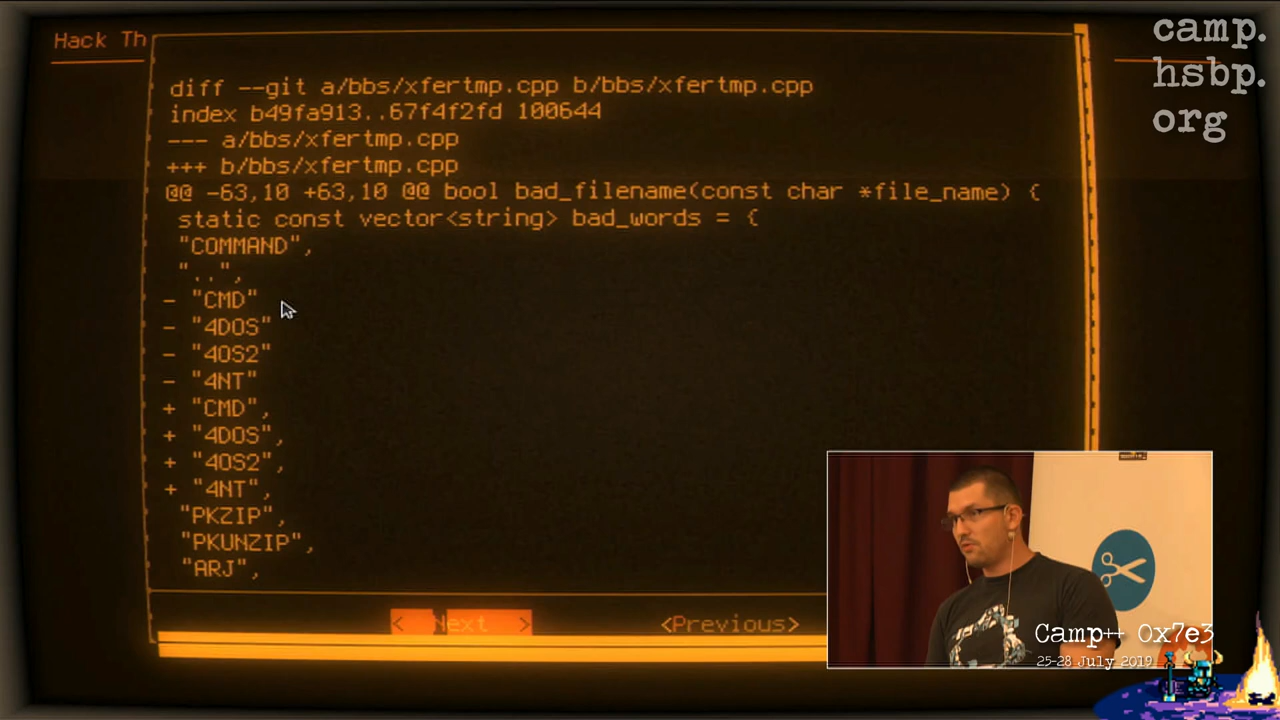 Hack Th
camp.
hsbp.
org
diff --git a/bbs/xfertmp.cpp b/bbs/xfertmp.cpp
index b49fa913..67f4f2fd 100644
--- a/bbs/xfertmp.cpp
+++ b/bbs/xfertmp.cpp
@@ -63,10 +63,10 @@ bool bad_filename(const char *file_name) {
static const vector<string> bad_words = {
"COMMAND",
"..",
- "CMD"
- "4DOS"
- "4OS2"
- "4NT"
+ "CMD",
+ "4DOS",
+ "4OS2",
+ "4NT",
"PKZIP",
"PKUNZIP",
"ARJ",
< Next > <Previous>
Camp++ 0x7e3
25-28 July 2019